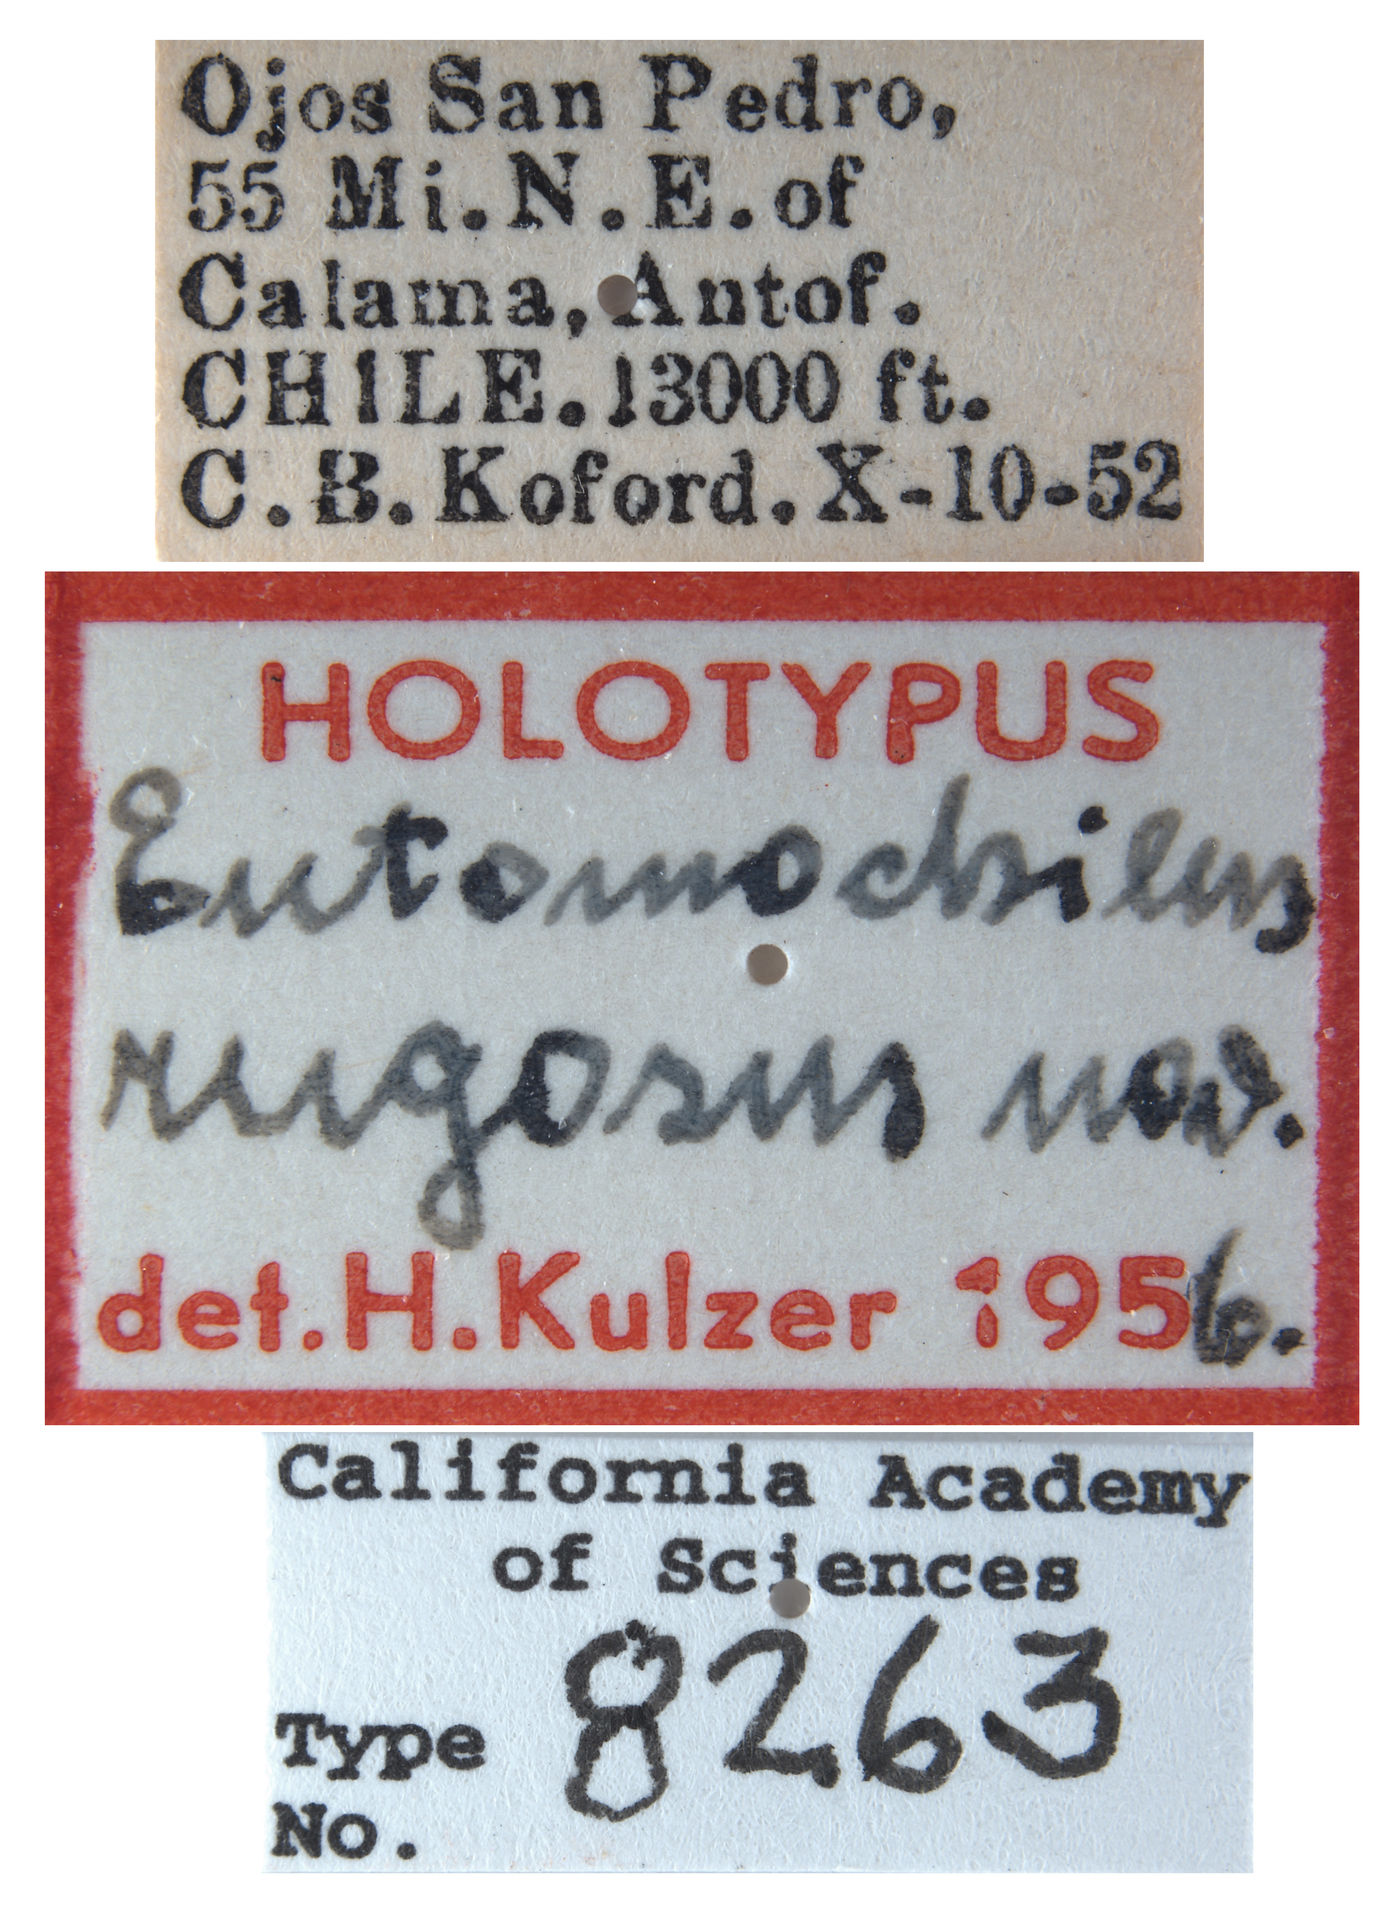 Ojos San Pedro,
55 Mi. N. E. of
Calama, Antof.
CHILE. 13000 ft.
C. B. Koford. X-10-52
HOLOTYPUS
Entomochilus
rugosus nov.
det. H. Kulzer 1956.
California Academy
of Sciences
8263
Type
No.